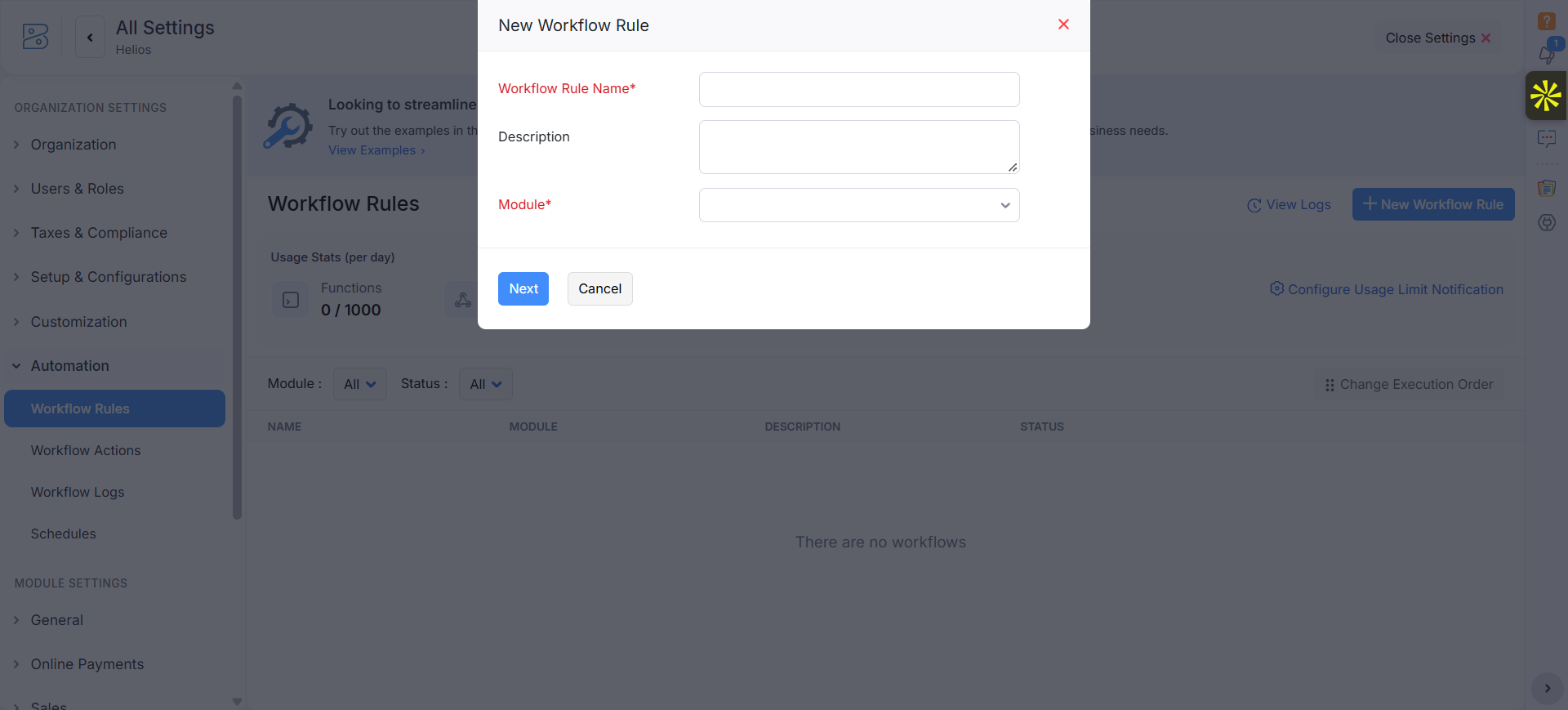 All Settings
Helios
New Workflow Rule
Close Settings
?
1
ORGANIZATION SETTINGS
Organization
Users & Roles
Taxes & Compliance
Setup & Configurations
Customization
Automation
Workflow Rules
Workflow Actions
Workflow Logs
Schedules
MODULE SETTINGS
General
Online Payments
Sales
Looking to streamline
Try out the examples in th
siness needs.
View Examples ›
Workflow Rule Name*
Description
Module*
Next
Cancel
Workflow Rules
View Logs
New Workflow Rule
Usage Stats (per day)
Functions
0 / 1000
Configure Usage Limit Notification
Module :
All
Status :
All
Change Execution Order
NAME
MODULE
DESCRIPTION
STATUS
There are no workflows